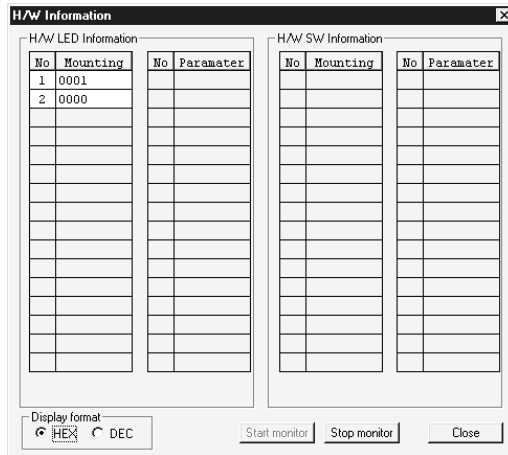 H/W Information
H/W LED Information
H/W SW Information
No Mounting No Paramater No Mounting No Paramater
1 0001
2 0000
Display format
HEX DEC
Start monitor Stop monitor Close